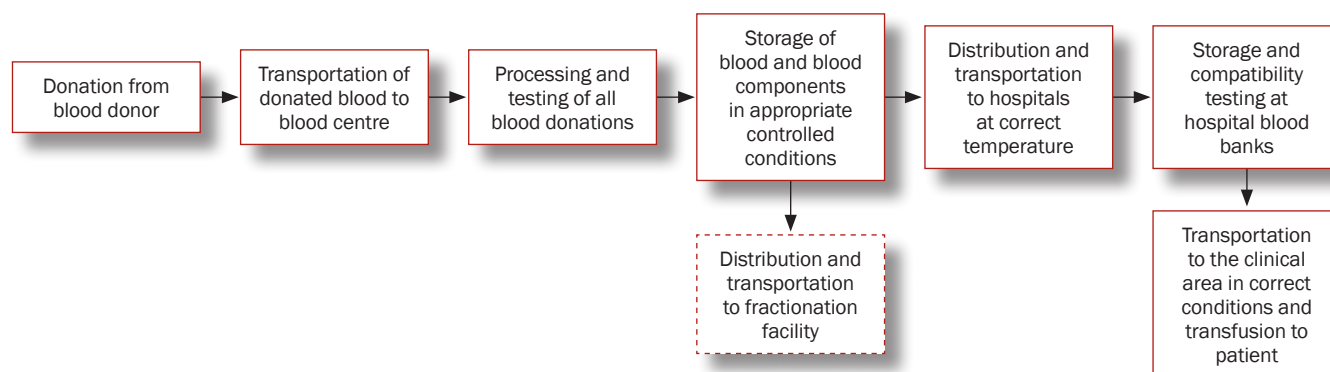 Donation from
blood donor
Transportation of
donated blood to
blood centre
Processing and
testing of all
blood donations
Storage of
blood and blood
components
in appropriate
controlled
conditions
Distribution and
transportation
to hospitals
at correct
temperature
Storage and
compatibility
testing at
hospital blood
banks
Distribution and
transportation
to fractionation
facility
Transportation
to the clinical
area in correct
conditions and
transfusion to
patient